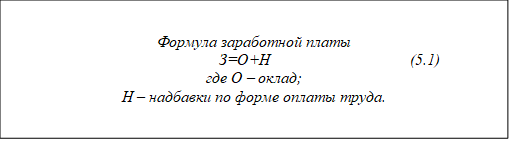 Формула заработной платы
З=О+Н (5.1)
где О – оклад;
Н – надбавки по форме оплаты труда.